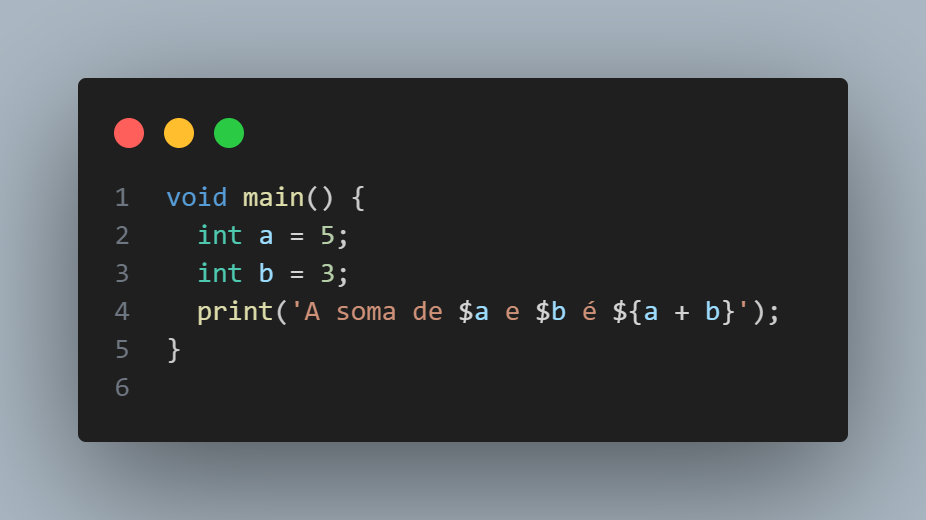 1 void main() {
2   int a = 5;
3   int b = 3;
4   print('A soma de $a e $b é ${a + b}');
5 }
6